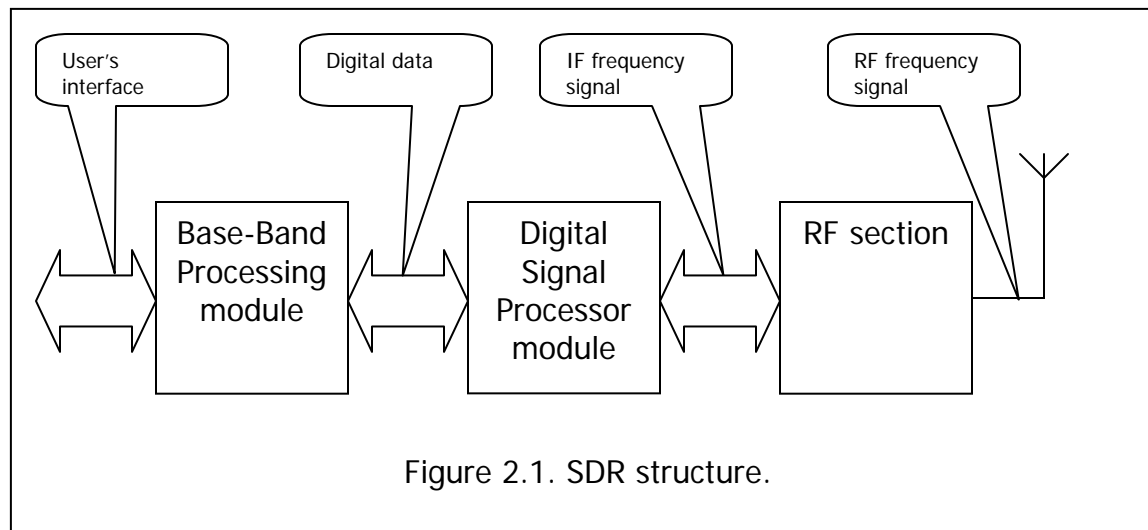 User's
interface
Digital data
IF frequency
signal
RF frequency
signal
Base-Band
Processing
module
Digital
Signal
Processor
module
RF section
Figure 2.1. SDR structure.